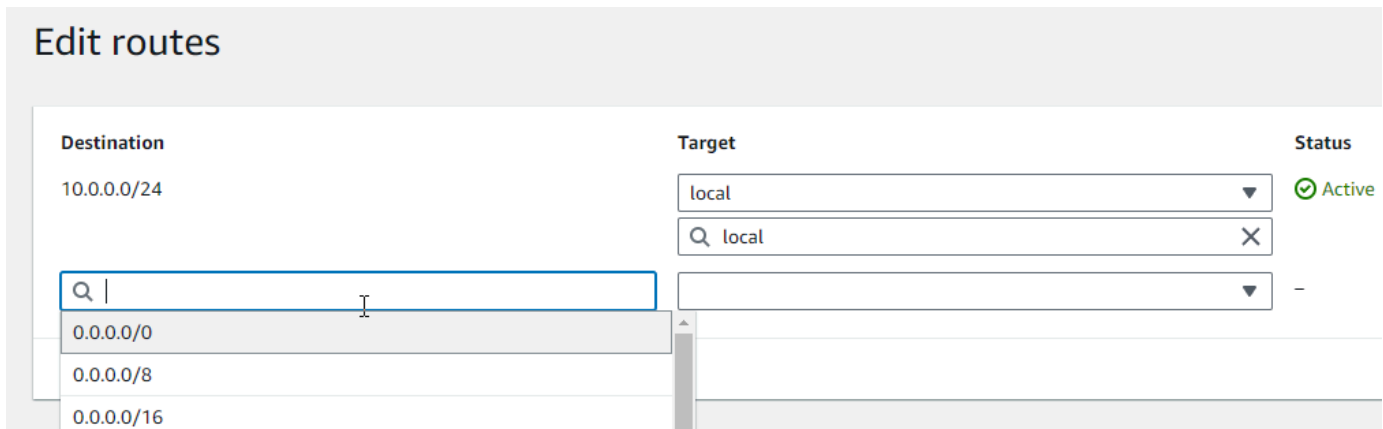 Edit routes
Destination Target Status
10.0.0.0/24 local Active
local
–
0.0.0.0/0
0.0.0.0/8
0.0.0.0/16